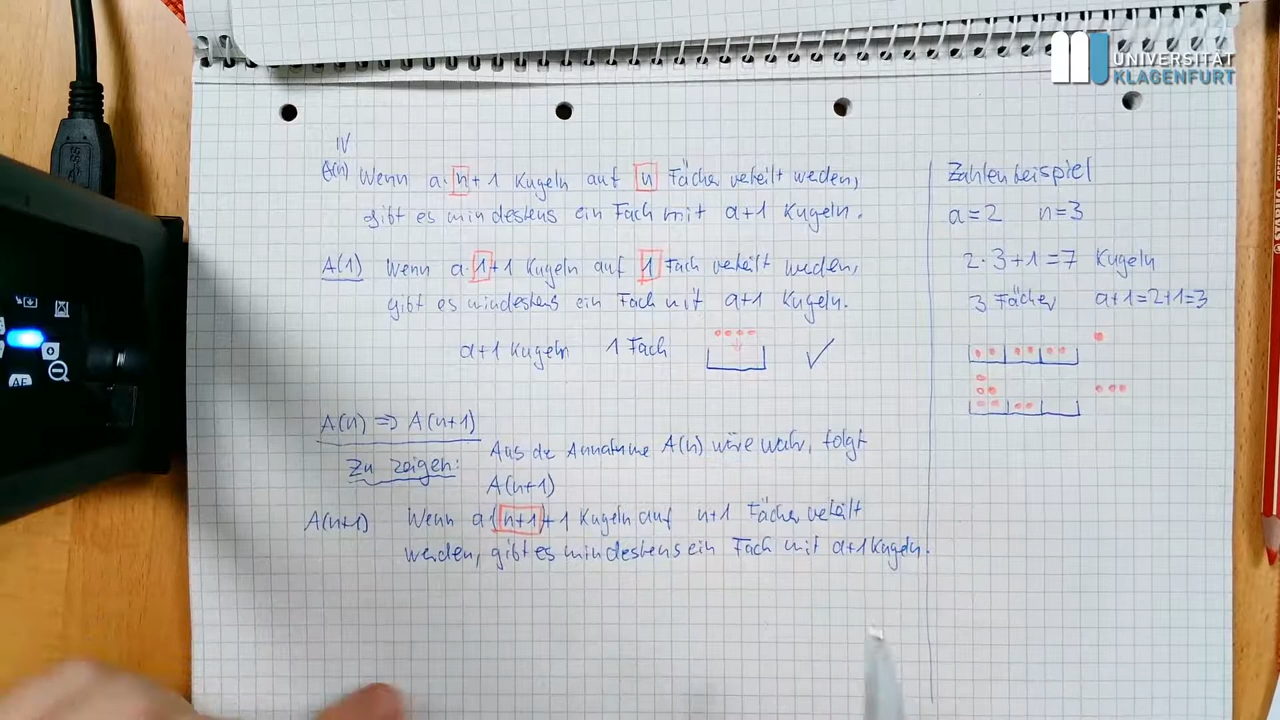 IV
A(n) Wenn a·n+1 Kugeln auf n Fächer verteilt werden,
gibt es mindestens ein Fach mit a+1 Kugeln.
A(1) Wenn a·1+1 Kugeln auf 1 Fach verteilt werden,
gibt es mindestens ein Fach mit a+1 Kugeln.
a+1 Kugeln 1 Fach ✓
A(n) ⇒ A(n+1)
Zu zeigen: Aus der Annahme A(n) wäre wahr, folgt
A(n+1)
A(n+1) Wenn a·(n+1)+1 Kugeln auf n+1 Fächer verteilt
werden, gibt es mindestens ein Fach mit a+1 Kugeln.
Zahlenbeispiel
a=2 n=3
2·3+1=7 Kugeln
3 Fächer a+1=2+1=3
UNIVERSITÄT
KLAGENFURT
AF